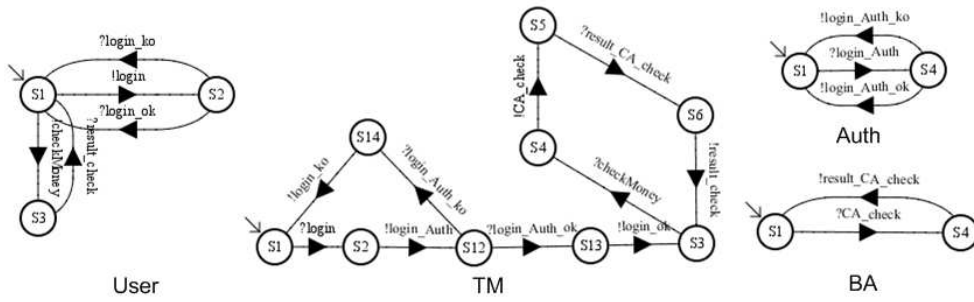 ?login_ko
!login
S1
S2
?login_ok
!checkMoney
?result_check
S3
User
S5
?result_CA_check
!CA_check
S6
S14
S4
!login_ko
?login_Auth_ko
?checkMoney
!result_check
S1
?login
S2
!login_Auth
S12
?login_Auth_ok
S13
!login_ok
S3
TM
!login_Auth_ko
?login_Auth
S1
S4
!login_Auth_ok
Auth
!result_CA_check
?CA_check
S1
S4
BA